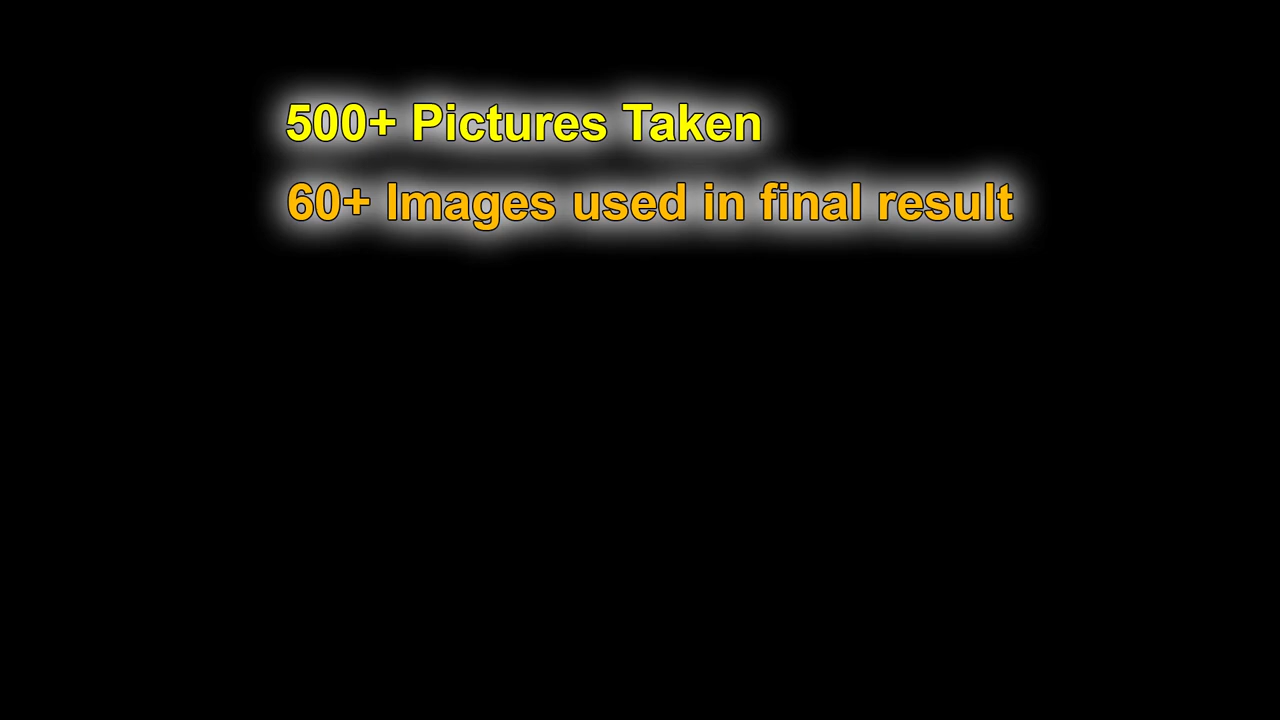 500+ Pictures Taken
60+ Images used in final result